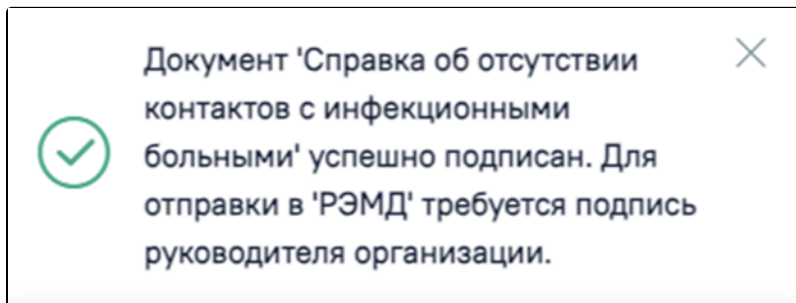 Документ 'Справка об отсутствии
контактов с инфекционными
больными' успешно подписан. Для
отправки в 'РЭМД' требуется подпись
руководителя организации.